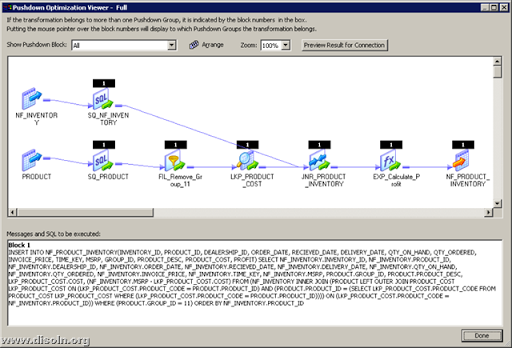 Pushdown Optimization Viewer - Full
If the transformation belongs to more than one Pushdown Group, it is indicated by the block numbers in the box.
Putting the mouse pointer over the block numbers will display to which Pushdown Groups the transformation belongs.
Show Pushdown Block: All Arrange Zoom: 100% Preview Result for Connection
1
NF_INVENTOR
Y
SQ_NF_INVEN
TORY
1 1 1 1 1 1
PRODUCT
SQ_PRODUCT
FIL_Remove_Gr
oup_11
LKP_PRODUCT
_COST
JNR_PRODUCT
_INVENTORY
EXP_Calculate_P
rofit
NF_PRODUCT_
INVENTORY
Messages and SQL to be executed:
Block 1
INSERT INTO NF_PRODUCT_INVENTORY(INVENTORY_ID, PRODUCT_ID, DEALERSHIP_ID, ORDER_DATE, RECIEVED_DATE, DELIVERY_DATE, QTY_ON_HAND, QTY_ORDERED,
INVOICE_PRICE, TIME_KEY, MSRP, GROUP_ID, PRODUCT_DESC, PRODUCT_COST, PROFIT) SELECT NF_INVENTORY.INVENTORY_ID, NF_INVENTORY.PRODUCT_ID,
NF_INVENTORY.DEALERSHIP_ID, NF_INVENTORY.ORDER_DATE, NF_INVENTORY.RECIEVED_DATE, NF_INVENTORY.DELIVERY_DATE, NF_INVENTORY.QTY_ON_HAND,
NF_INVENTORY.QTY_ORDERED, NF_INVENTORY.INVOICE_PRICE, NF_INVENTORY.TIME_KEY, NF_INVENTORY.MSRP, PRODUCT.GROUP_ID, PRODUCT.PRODUCT_DESC,
LKP_PRODUCT_COST.COST, (NF_INVENTORY.MSRP - LKP_PRODUCT_COST.COST) FROM (NF_INVENTORY INNER JOIN (PRODUCT LEFT OUTER JOIN PRODUCT_COST
LKP_PRODUCT_COST ON (LKP_PRODUCT_COST.PRODUCT_CODE = PRODUCT.PRODUCT_ID) AND (PRODUCT.PRODUCT_ID = (SELECT LKP_PRODUCT_COST.PRODUCT_CODE FROM
PRODUCT_COST LKP_PRODUCT_COST WHERE (LKP_PRODUCT_COST.PRODUCT_CODE = PRODUCT.PRODUCT_ID)))) ON (LKP_PRODUCT_COST.PRODUCT_CODE =
NF_INVENTORY.PRODUCT_ID)) WHERE (PRODUCT.GROUP_ID = 11) ORDER BY NF_INVENTORY.PRODUCT_ID
Done
www.disoin.org